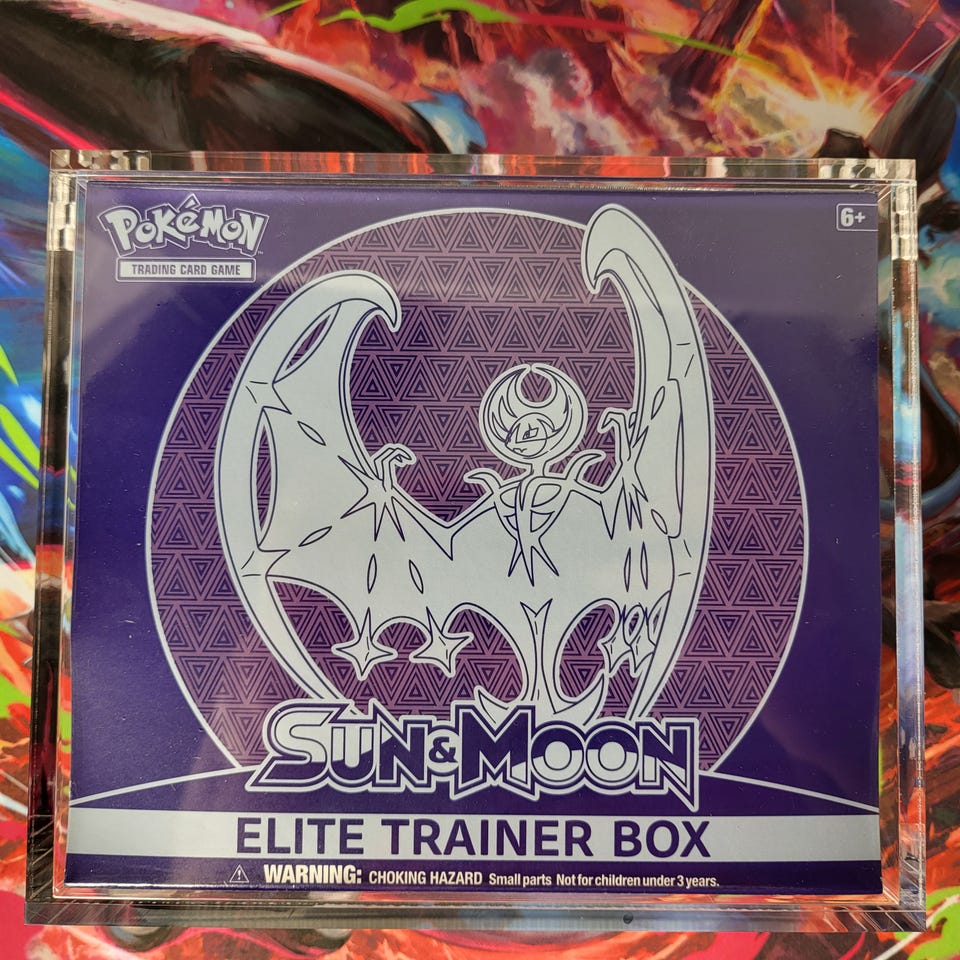 POKéMON
TRADING CARD GAME
6+
SUN & MOON
ELITE TRAINER BOX
WARNING: CHOKING HAZARD Small parts Not for children under 3 years.